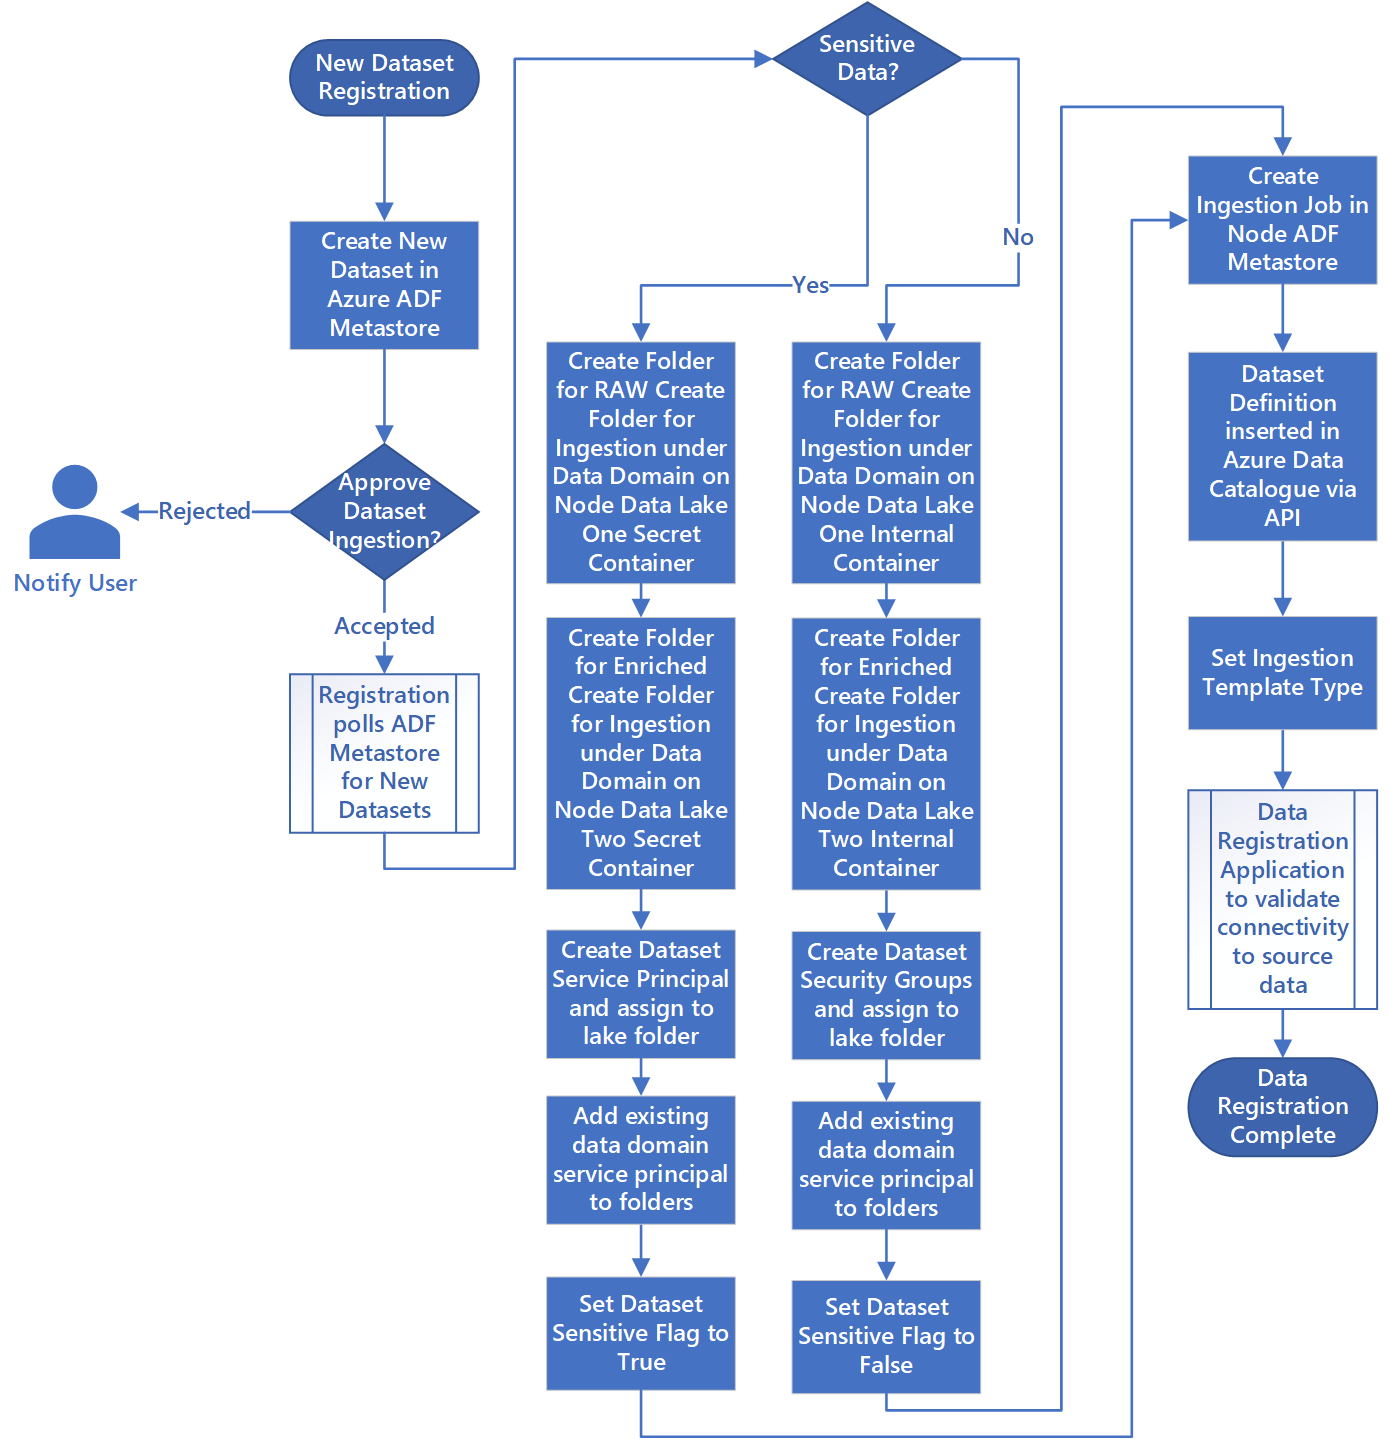 New Dataset
Registration
Create New
Dataset in
Azure ADF
Metastore
Approve
Dataset
Ingestion?
Rejected
Notify User
Accepted
Registration
polls ADF
Metastore
for New
Datasets
Sensitive
Data?
Yes
No
Create Folder
for RAW Create
Folder for
Ingestion under
Data Domain on
Node Data Lake
One Secret
Container
Create Folder
for Enriched
Create Folder
for Ingestion
under Data
Domain on
Node Data Lake
Two Secret
Container
Create Dataset
Service Principal
and assign to
lake folder
Add existing
data domain
service principal
to folders
Set Dataset
Sensitive Flag to
True
Create Folder
for RAW Create
Folder for
Ingestion under
Data Domain on
Node Data Lake
One Internal
Container
Create Folder
for Enriched
Create Folder
for Ingestion
under Data
Domain on
Node Data Lake
Two Internal
Container
Create Dataset
Security Groups
and assign to
lake folder
Add existing
data domain
service principal
to folders
Set Dataset
Sensitive Flag to
False
Create
Ingestion Job in
Node ADF
Metastore
Dataset
Definition
inserted in
Azure Data
Catalogue via
API
Set Ingestion
Template Type
Data
Registration
Application
to validate
connectivity
to source
data
Data
Registration
Complete